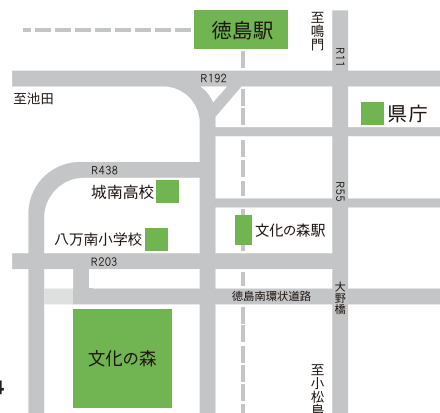 徳島駅
至鳴門
R11
R192
至池田
県庁
R438
城南高校
R55
八万南小学校
文化の森駅
R203
大野橋
徳島南環状道路
文化の森
至小松島
4